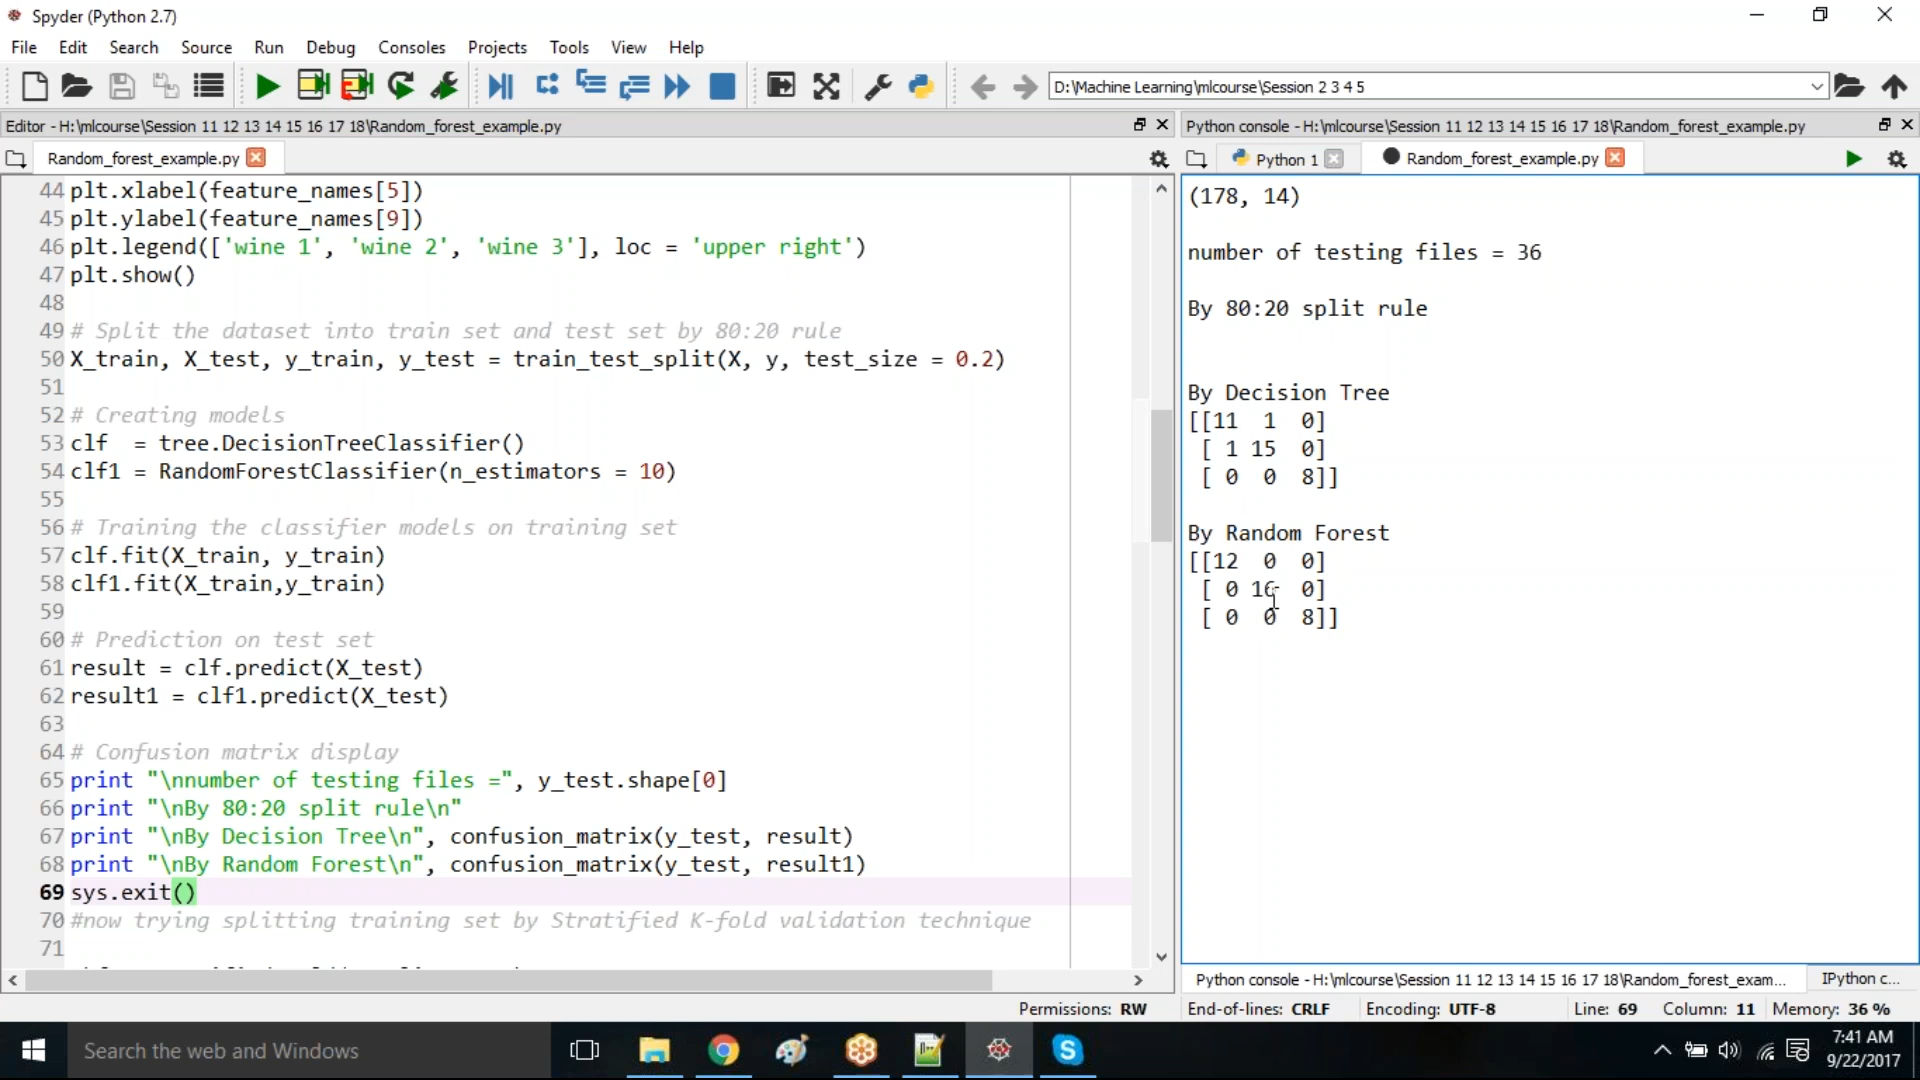 Spyder (Python 2.7)
File Edit Search Source Run Debug Consoles Projects Tools View Help
D:\Machine Learning\mlcourse\Session 2 3 4 5
Editor - H:\mlcourse\Session 11 12 13 14 15 16 17 18\Random_forest_example.py
Random_forest_example.py
44 plt.xlabel(feature_names[5])
45 plt.ylabel(feature_names[9])
46 plt.legend(['wine 1', 'wine 2', 'wine 3'], loc = 'upper right')
47 plt.show()
48
49 # Split the dataset into train set and test set by 80:20 rule
50 X_train, X_test, y_train, y_test = train_test_split(X, y, test_size = 0.2)
51
52 # Creating models
53 clf  = tree.DecisionTreeClassifier()
54 clf1 = RandomForestClassifier(n_estimators = 10)
55
56 # Training the classifier models on training set
57 clf.fit(X_train, y_train)
58 clf1.fit(X_train,y_train)
59
60 # Prediction on test set
61 result = clf.predict(X_test)
62 result1 = clf1.predict(X_test)
63
64 # Confusion matrix display
65 print "\nnumber of testing files =", y_test.shape[0]
66 print "\nBy 80:20 split rule\n"
67 print "\nBy Decision Tree\n", confusion_matrix(y_test, result)
68 print "\nBy Random Forest\n", confusion_matrix(y_test, result1)
69 sys.exit()
70 #now trying splitting training set by Stratified K-fold validation technique
71
Python console - H:\mlcourse\Session 11 12 13 14 15 16 17 18\Random_forest_example.py
Python 1 Random_forest_example.py
(178, 14)
number of testing files = 36
By 80:20 split rule
By Decision Tree
[[11  1  0]
 [ 1 15  0]
 [ 0  0  8]]
By Random Forest
[[12  0  0]
 [ 0 16  0]
 [ 0  0  8]]
Python console - H:\mlcourse\Session 11 12 13 14 15 16 17 18\Random_forest_exam... IPython c...
Permissions: RW End-of-lines: CRLF Encoding: UTF-8 Line: 69 Column: 11 Memory: 36 %
Search the web and Windows
7:41 AM
9/22/2017